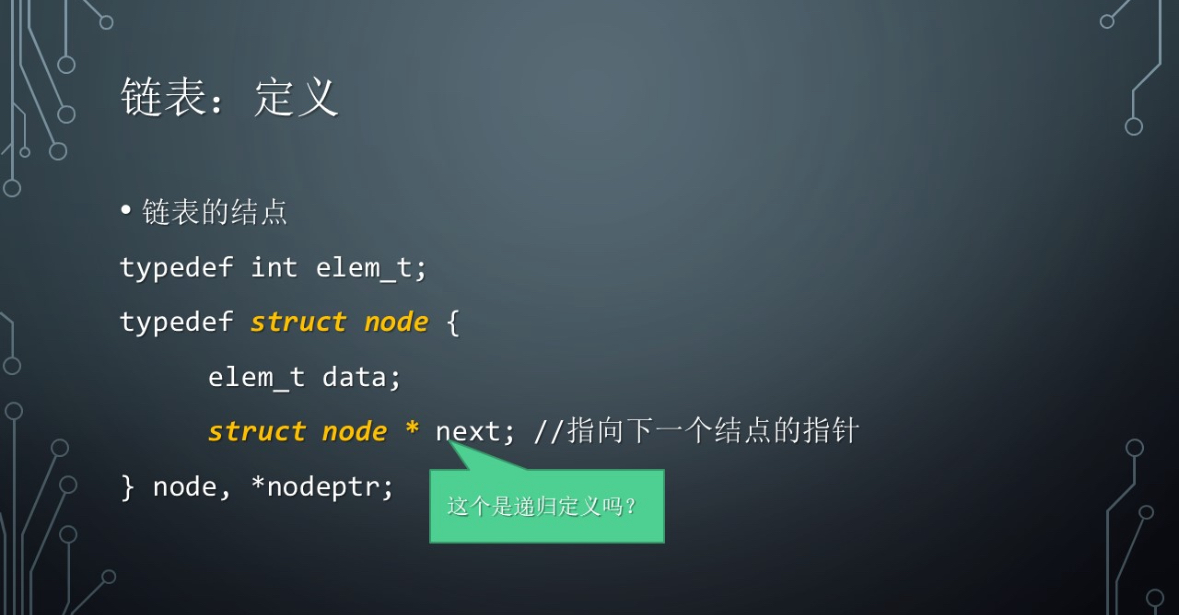 链表：定义
• 链表的结点
typedef int elem_t;
typedef struct node {
elem_t data;
struct node * next; //指向下一个结点的指针
} node, *nodeptr;
这个是递归定义吗？